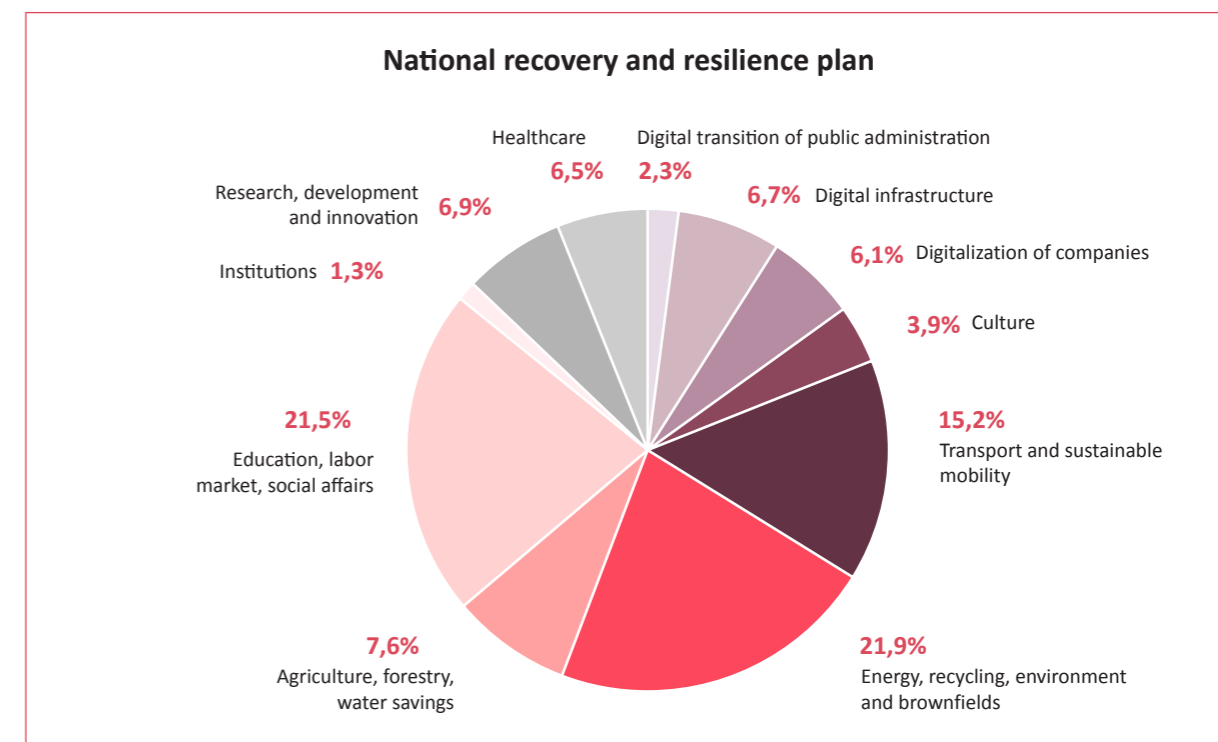 National recovery and resilience plan
Healthcare
6,5%
Digital transition of public administration
2,3%
6,7%
Digital infrastructure
6,1%
Digitalization of companies
3,9%
Culture
15,2%
Transport and sustainable
mobility
21,9%
Energy, recycling, environment
and brownfields
7,6%
Agriculture, forestry,
water savings
21,5%
Education, labor
market, social affairs
Institutions
1,3%
Research, development
and innovation
6,9%